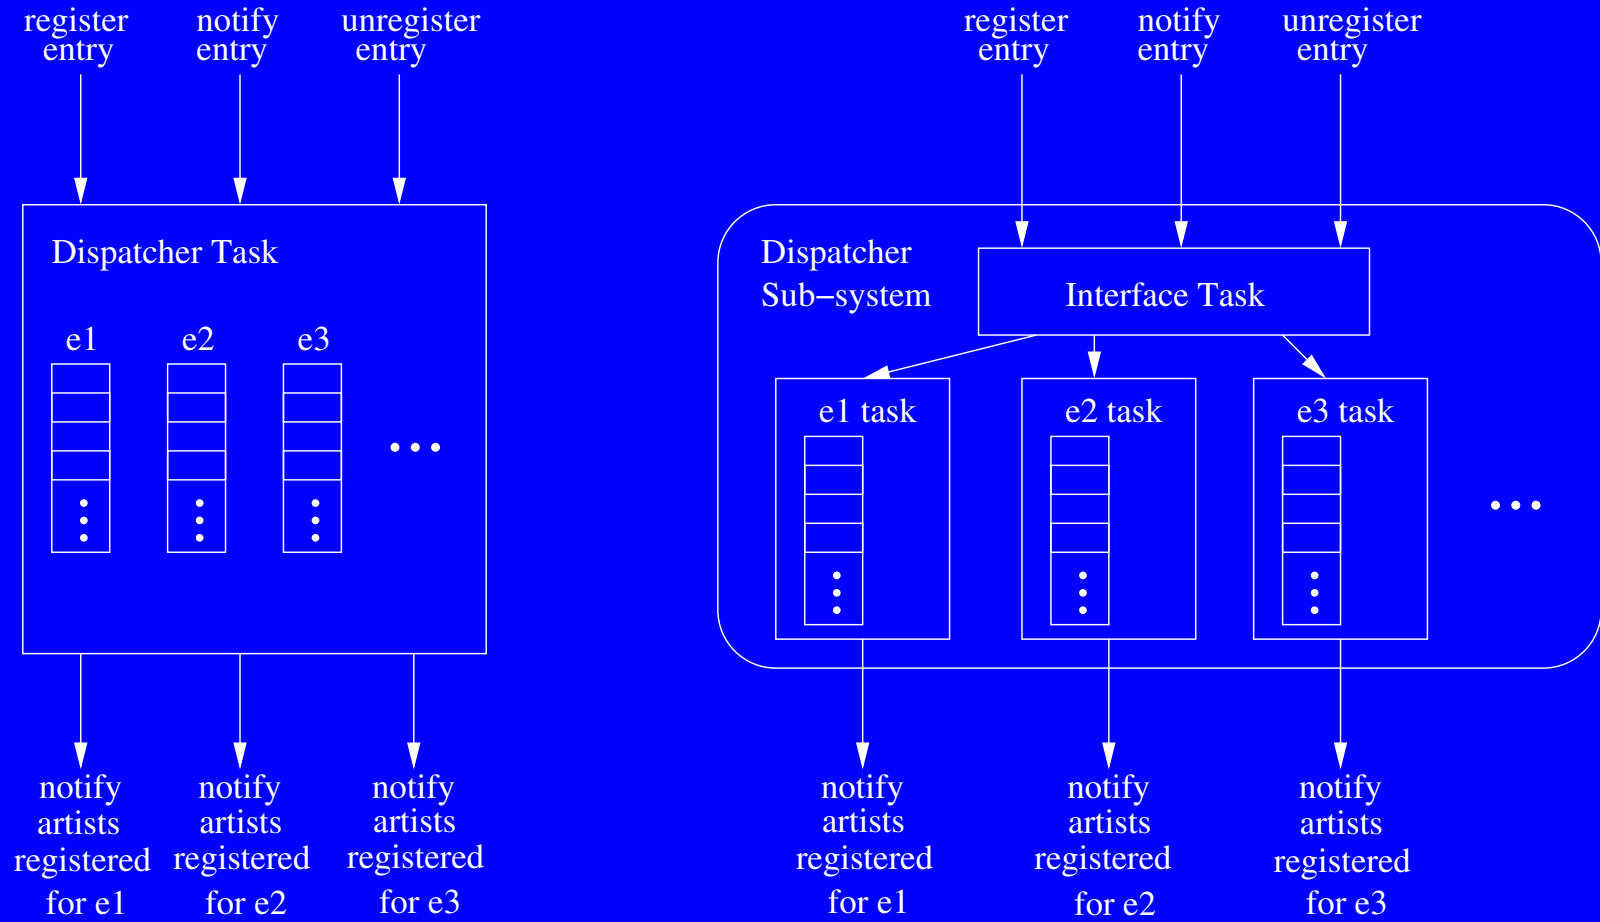 register
entry
notify
entry
unregister
entry
Dispatcher Task
e1
e2
e3
notify
artists
registered
for e1
notify
artists
registered
for e2
notify
artists
registered
for e3
register
entry
notify
entry
unregister
entry
Dispatcher
Sub−system
Interface Task
e1 task
e2 task
e3 task
notify
artists
registered
for e1
notify
artists
registered
for e2
notify
artists
registered
for e3